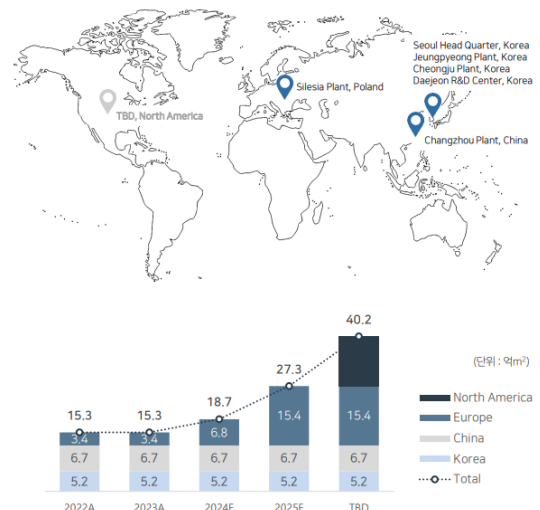 Seoul Head Quarter, Korea
Jeungpyeong Plant, Korea
Cheongju Plant, Korea
Daejeon R&D Center, Korea
Silesia Plant, Poland
TBD, North America
Changzhou Plant, China
40.2
(단위 : 억m²)
27.3
18.7
15.3
15.3
North America
Europe
China
Korea
Total
3.4
3.4
6.8
15.4
15.4
6.7
6.7
6.7
6.7
6.7
5.2
5.2
5.2
5.2
5.2
2022A
2023A
2024E
2025E
TBD